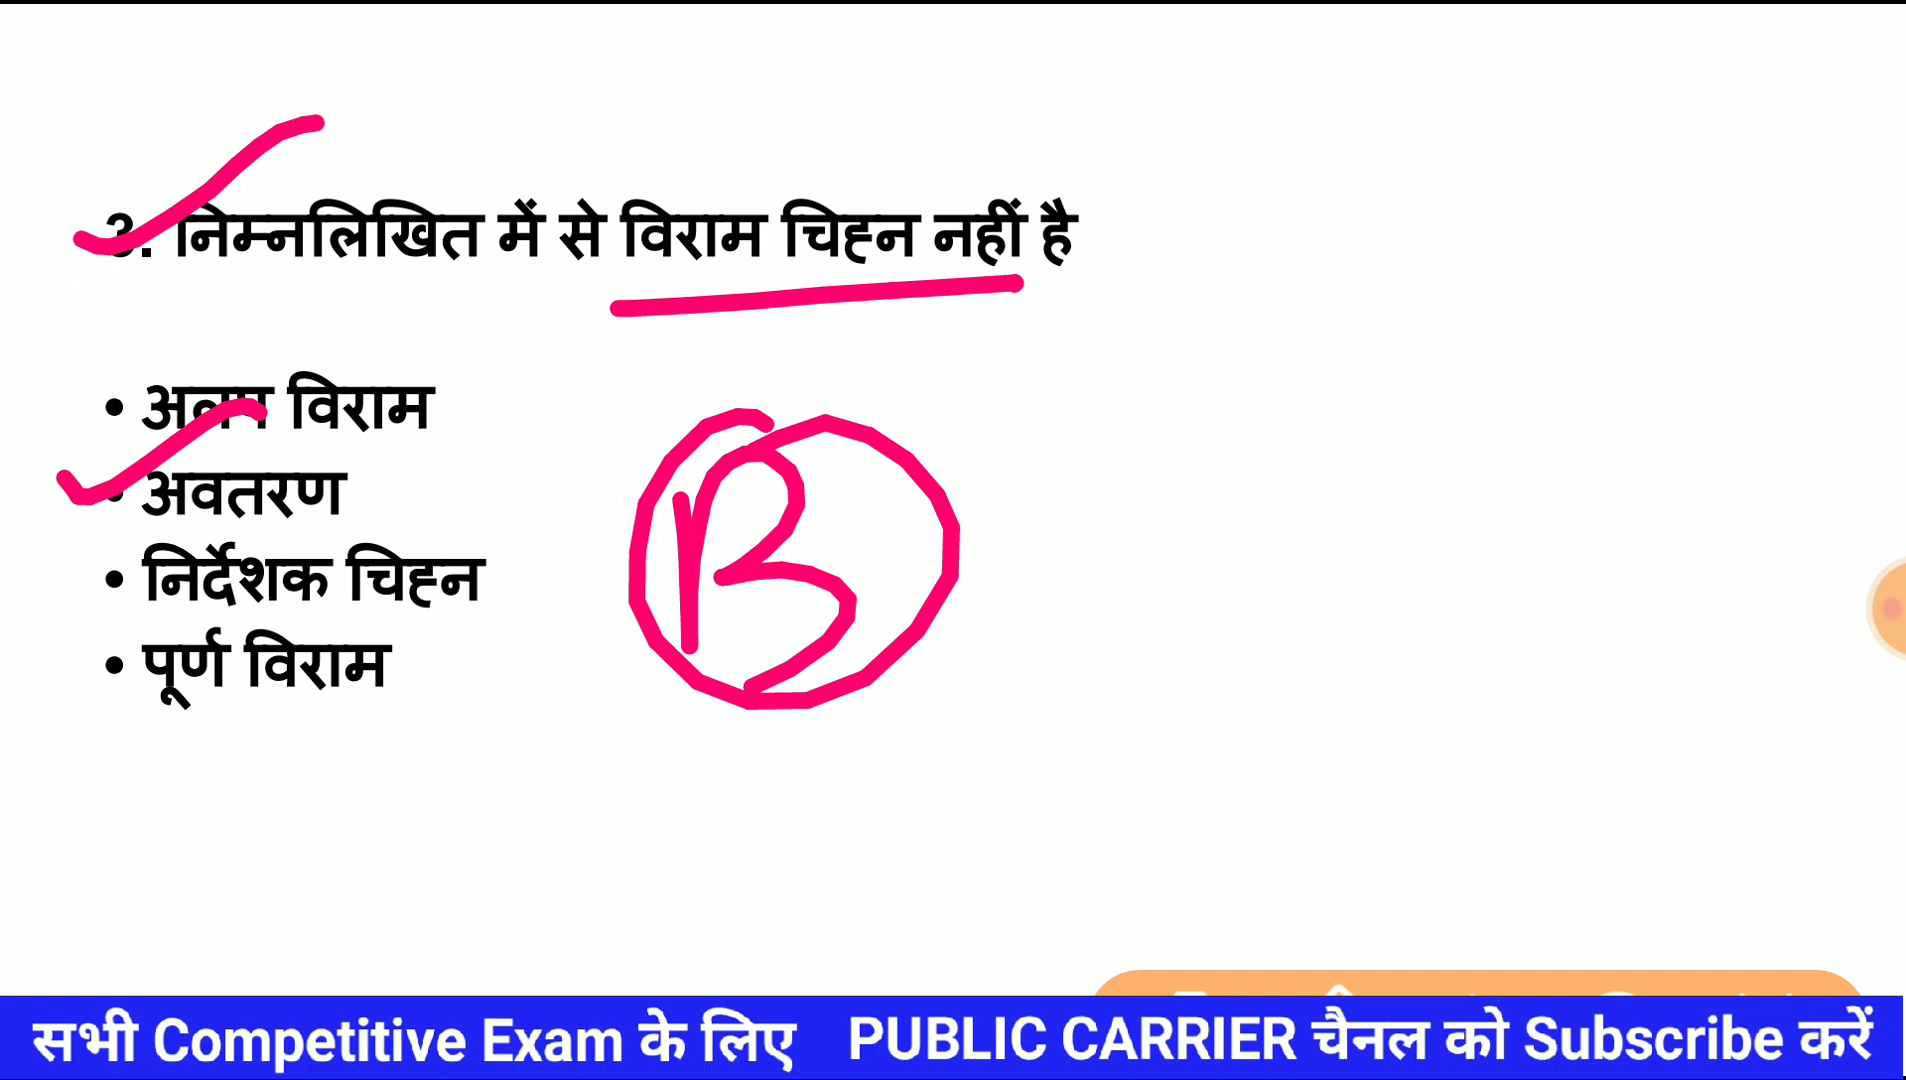 3. निम्नलिखित में से विराम चिह्न नहीं है
• अल्प विराम
• अवतरण
• निर्देशक चिह्न
• पूर्ण विराम
B
सभी Competitive Exam के लिए PUBLIC CARRIER चैनल को Subscribe करें